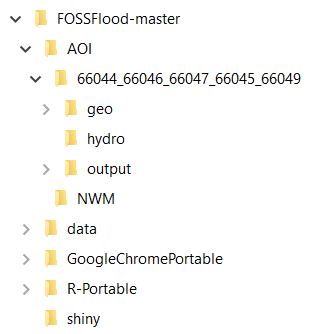 FOSSFlood-master
AOI
66044_66046_66047_66045_66049
geo
hydro
output
NWM
data
GoogleChromePortable
R-Portable
shiny